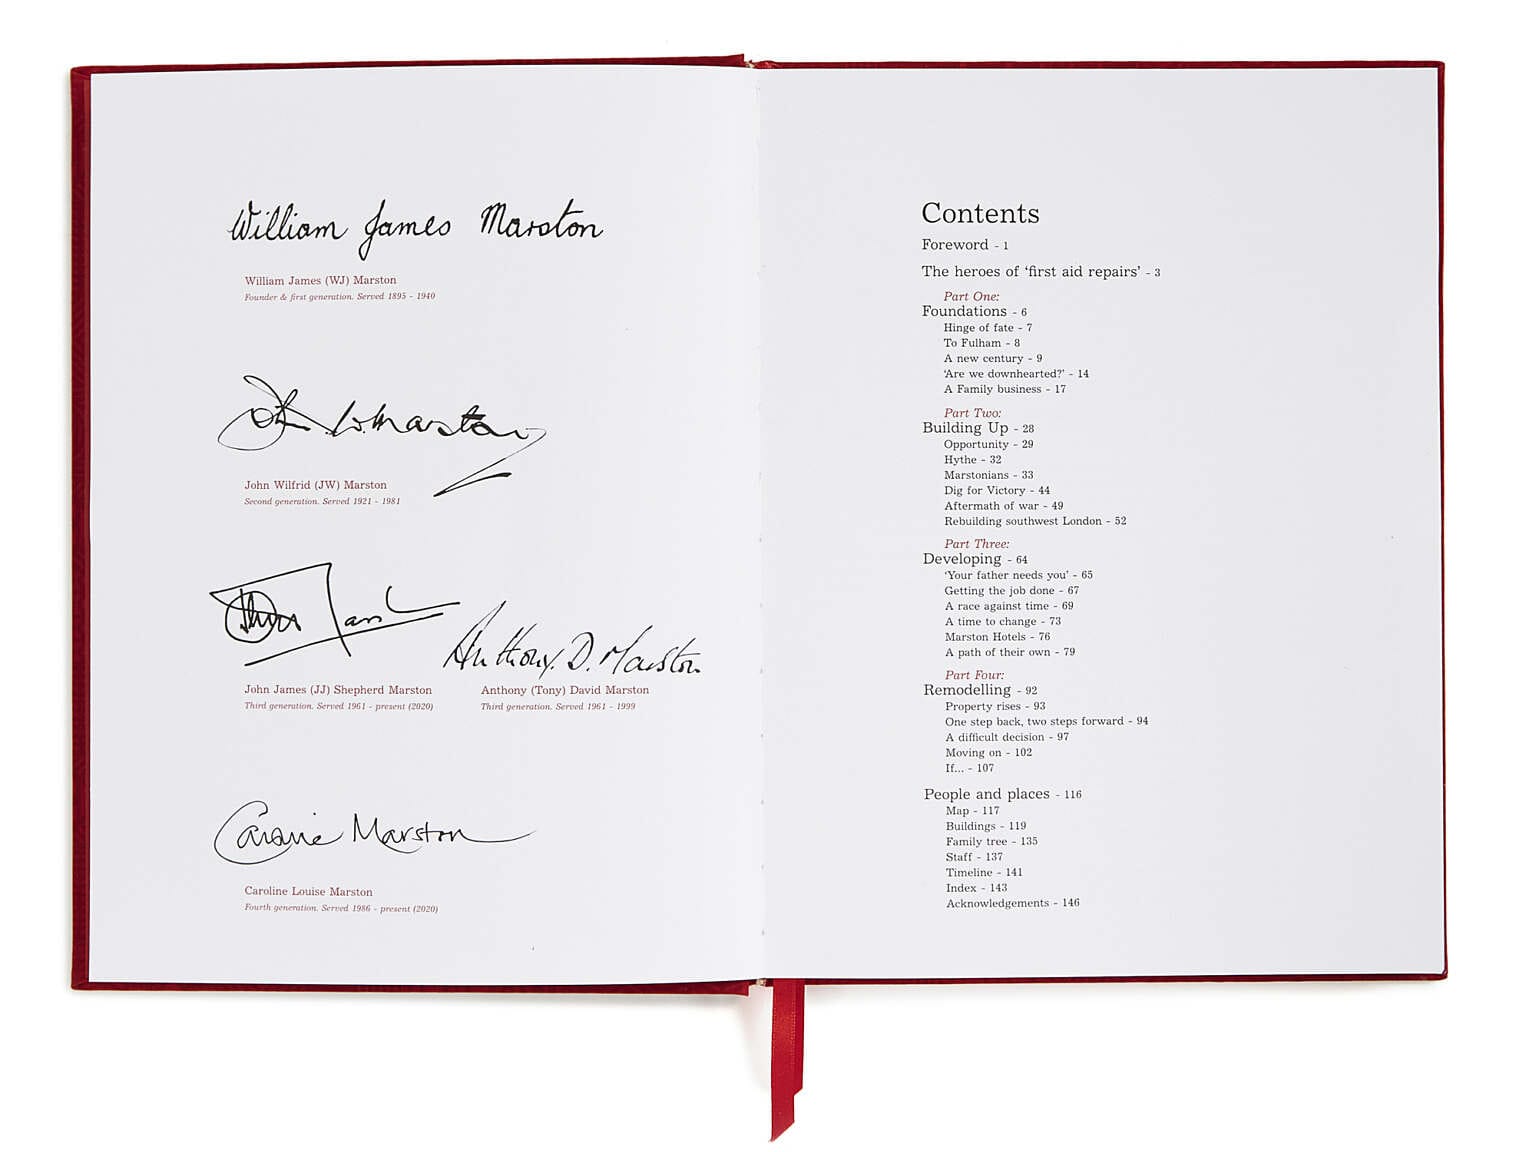 William James Marston
William James (WJ) Marston
Founder & first generation. Served 1895 - 1940
John W. Marston
John Wilfrid (JW) Marston
Second generation. Served 1921 - 1981
John James (JJ) Shepherd Marston
Third generation. Served 1961 - present (2020)
Anthony D. Marston
Anthony (Tony) David Marston
Third generation. Served 1961 - 1999
Caroline Marston
Caroline Louise Marston
Fourth generation. Served 1986 - present (2020)
Contents
Foreword - 1
The heroes of ‘first aid repairs’ - 3
Part One:
Foundations - 6
Hinge of fate - 7
To Fulham - 8
A new century - 9
‘Are we downhearted?’ - 14
A Family business - 17
Part Two:
Building Up - 28
Opportunity - 29
Hythe - 32
Marstonians - 33
Dig for Victory - 44
Aftermath of war - 49
Rebuilding southwest London - 52
Part Three:
Developing - 64
‘Your father needs you’ - 65
Getting the job done - 67
A race against time - 69
A time to change - 73
Marston Hotels - 76
A path of their own - 79
Part Four:
Remodelling - 92
Property rises - 93
One step back, two steps forward - 94
A difficult decision - 97
Moving on - 102
If... - 107
People and places - 116
Map - 117
Buildings - 119
Family tree - 135
Staff - 137
Timeline - 141
Index - 143
Acknowledgements - 146